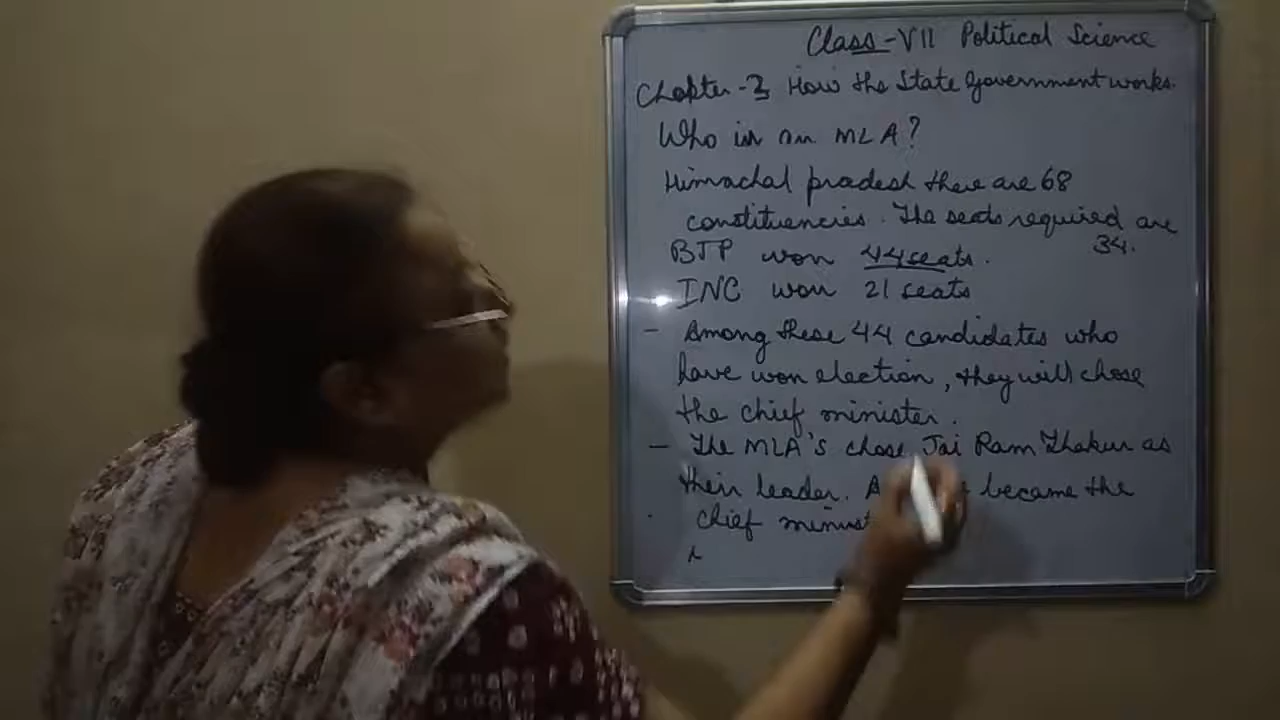 Class-VII Political Science
Chapter-3 How the State Government works.
Who is an MLA?
Himachal pradesh there are 68
constituencies. The seats required are
34.
BJP won 44 seats.
INC won 21 seats
- Among these 44 candidates who
have won election, they will chose
the chief minister.
- The MLA's chose Jai Ram Thakur as
their leader. became the
chief